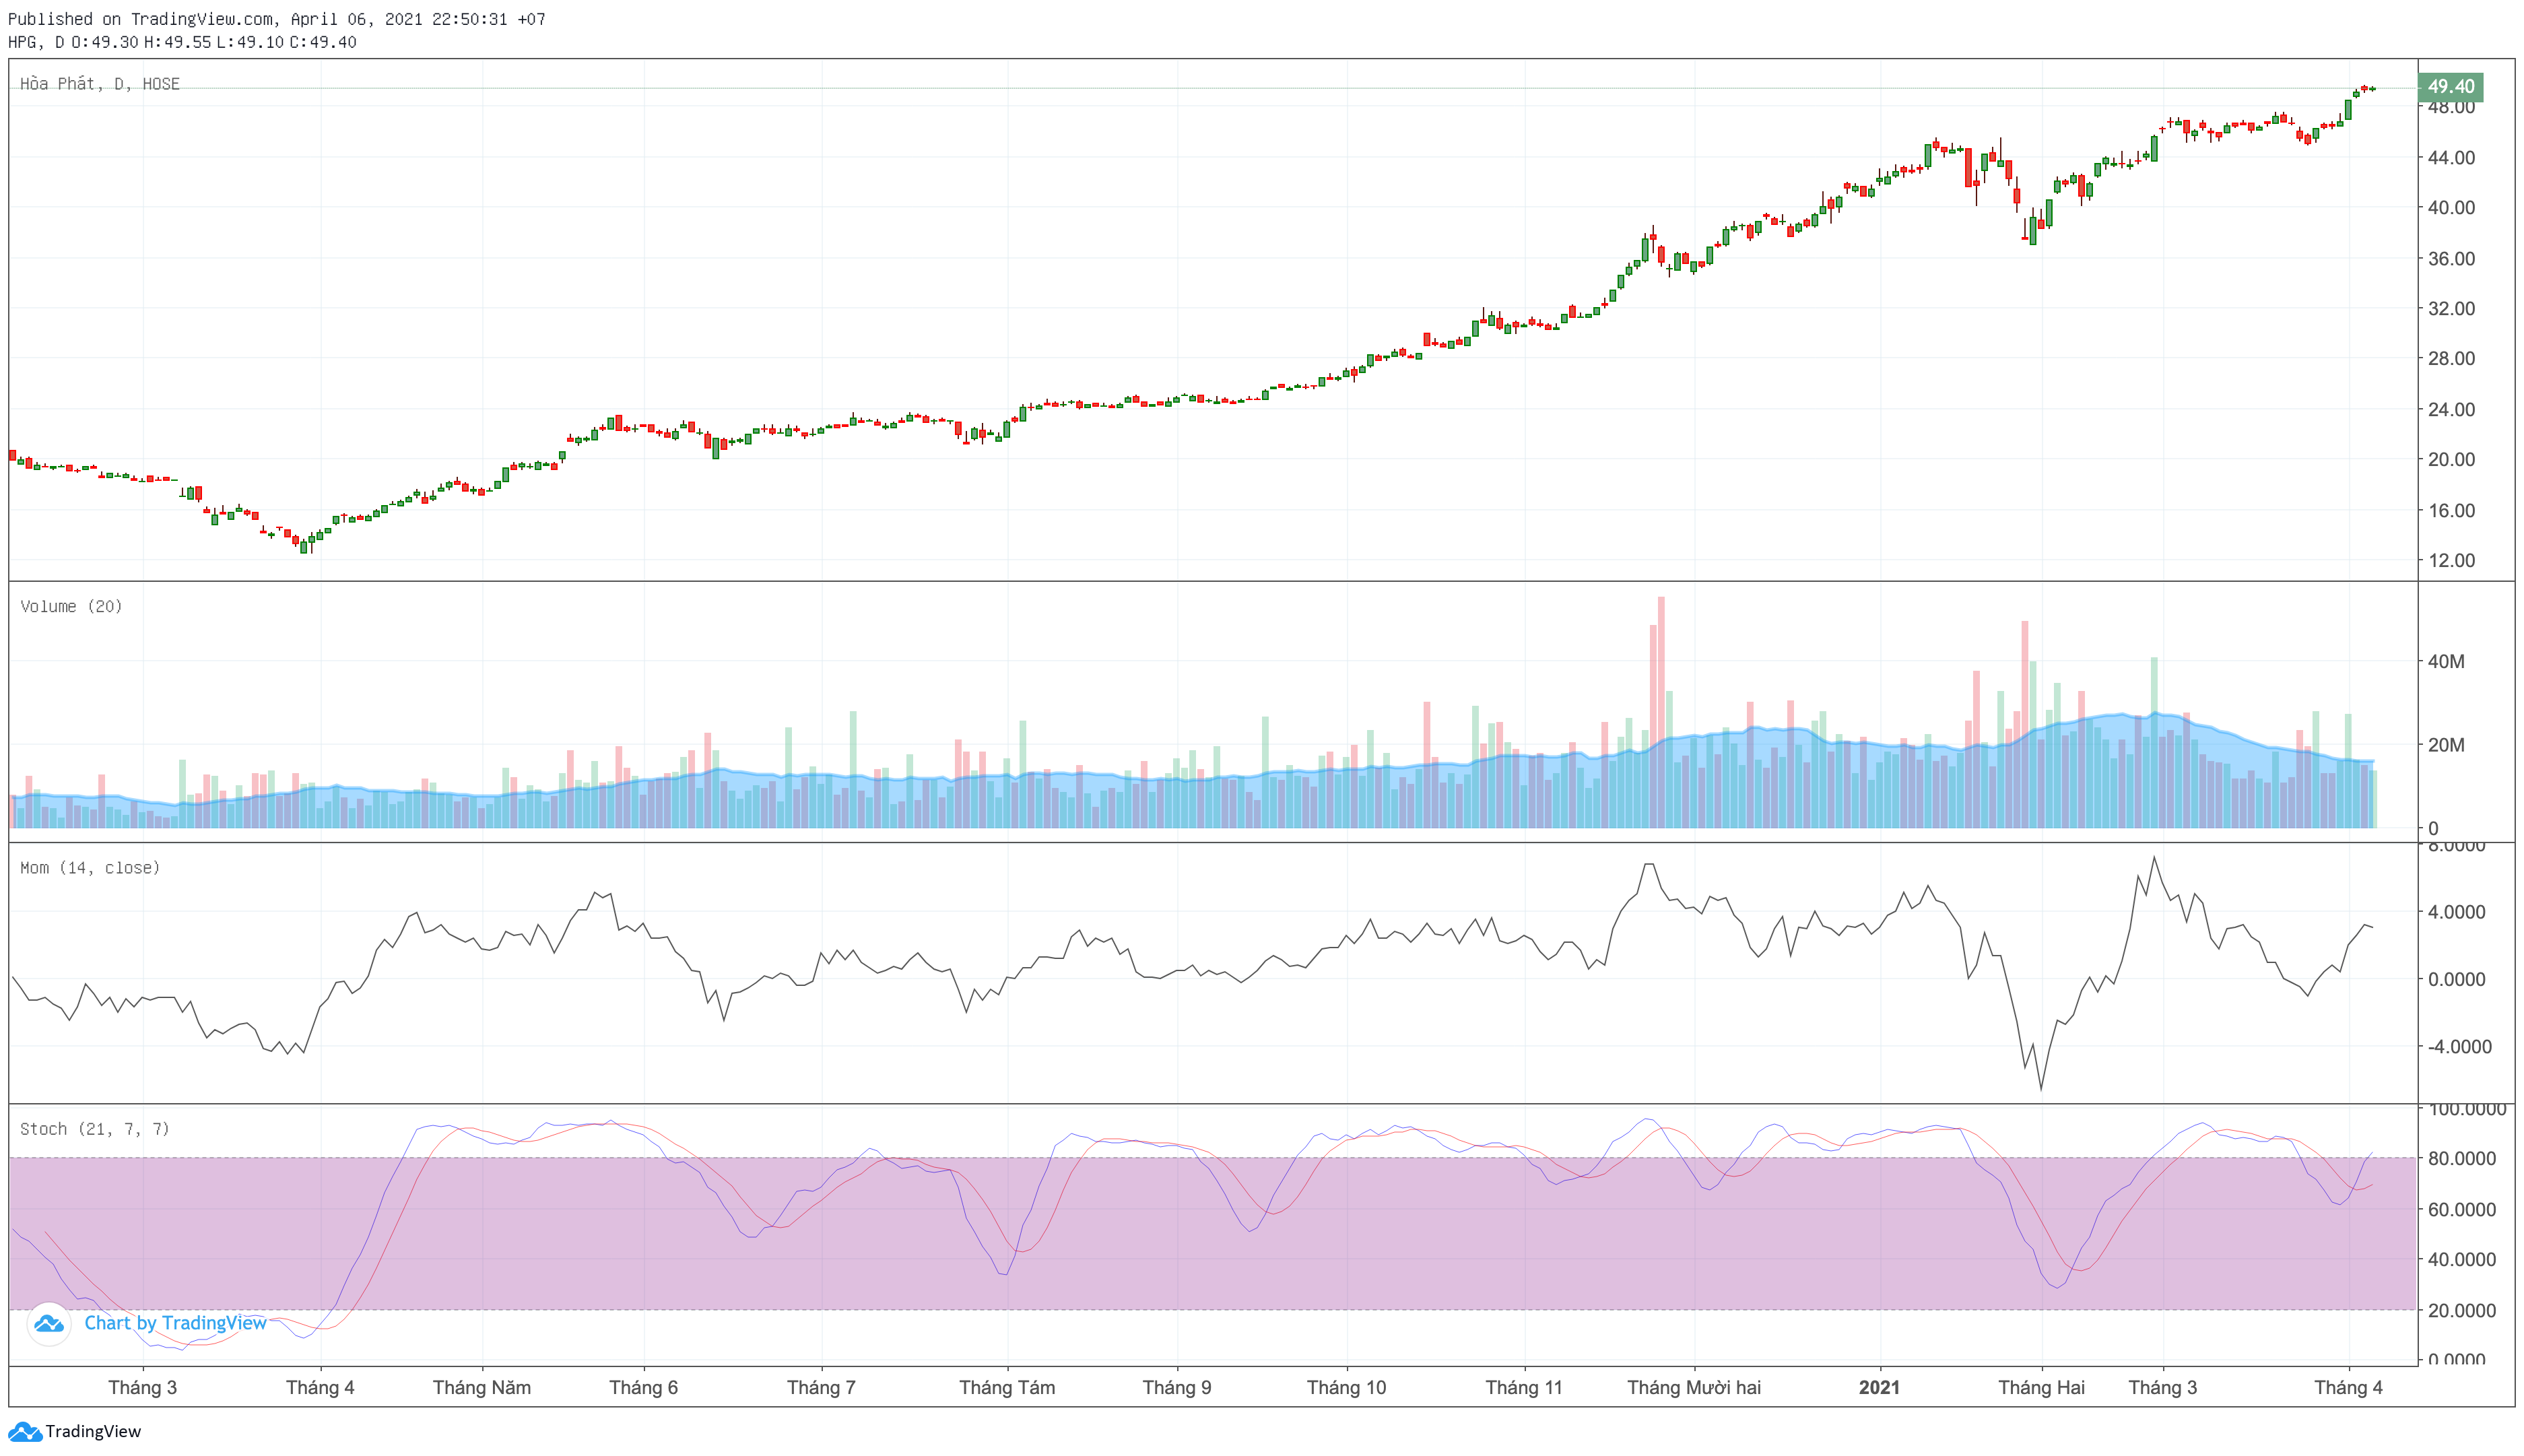 Published on TradingView.com, April 06, 2021 22:50:31 +07
HPG, D O:49.30 H:49.55 L:49.10 C:49.40
Hòa Phát, D, HOSE
49.40
48.00
44.00
40.00
36.00
32.00
28.00
24.00
20.00
16.00
12.00
Volume (20)
40M
20M
0
8.0000
Mom (14, close)
4.0000
0.0000
-4.0000
100.0000
Stoch (21, 7, 7)
80.0000
60.0000
40.0000
20.0000
Chart by TradingView
0.0000
Tháng 3 Tháng 4 Tháng Năm Tháng 6 Tháng 7 Tháng Tám Tháng 9 Tháng 10 Tháng 11 Tháng Mười hai 2021 Tháng Hai Tháng 3 Tháng 4
TradingView